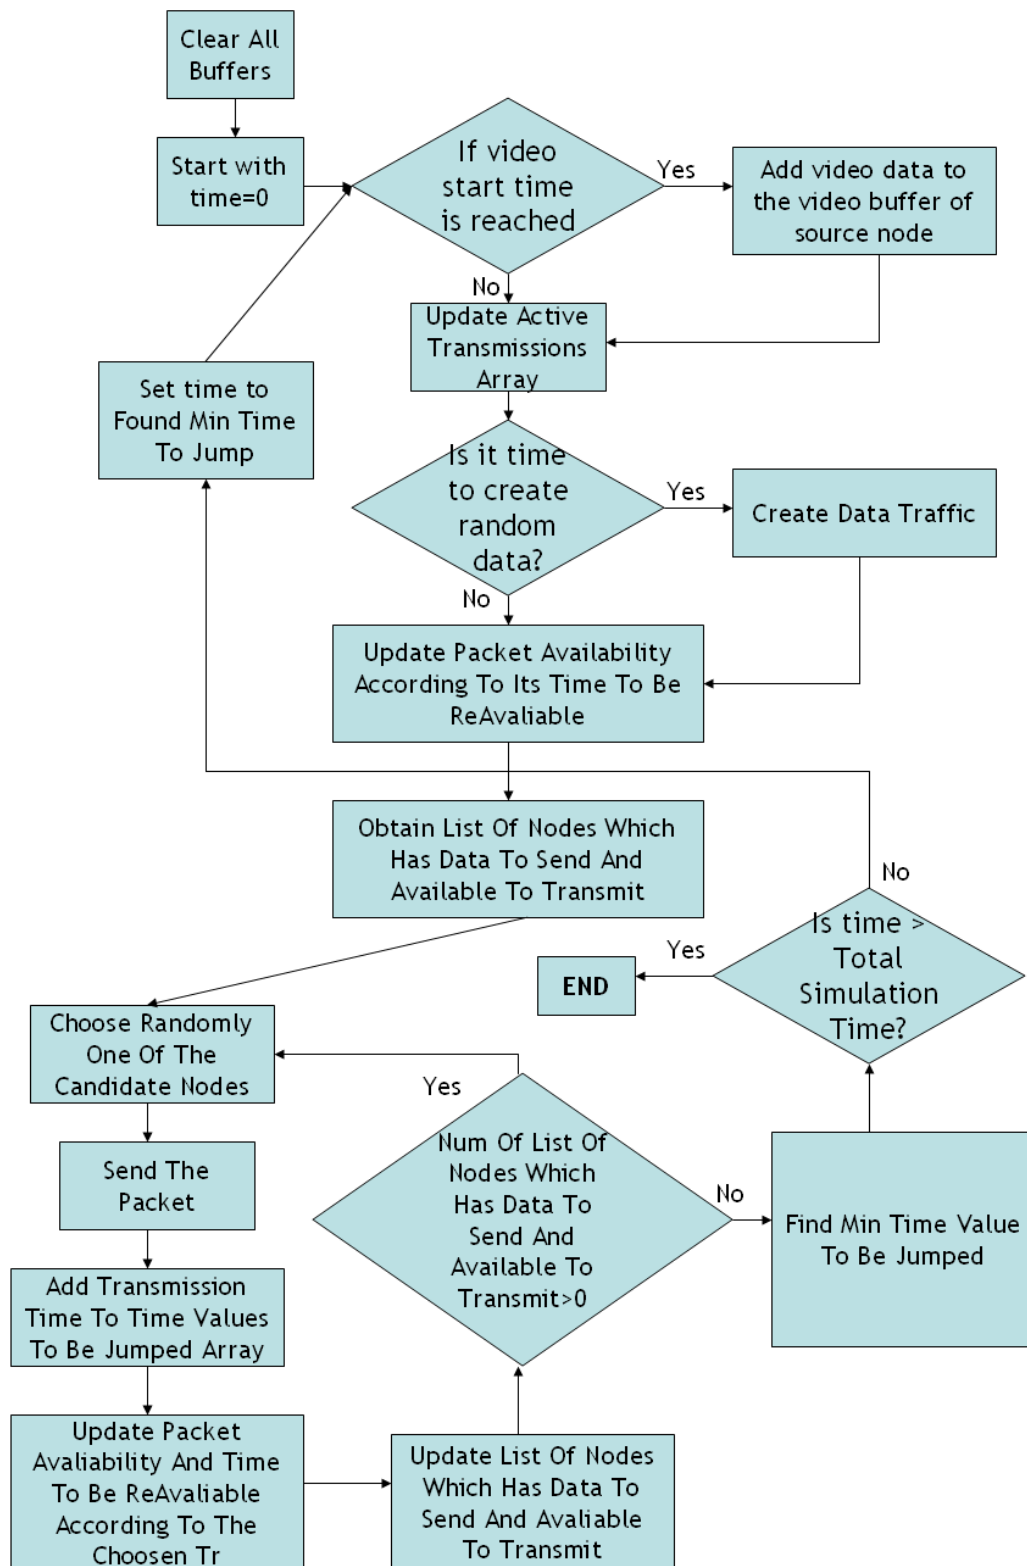 Clear All
Buffers
Start with
time=0
If video
start time
is reached
Yes
Add video data to
the video buffer of
source node
No
Update Active
Transmissions
Array
Set time to
Found Min Time
To Jump
Is it time
to create
random
data?
Yes
Create Data Traffic
No
Update Packet Availability
According To Its Time To Be
ReAvaliable
Obtain List Of Nodes Which
Has Data To Send And
Available To Transmit
No
Is time >
Total
Simulation
Time?
Yes
END
Choose Randomly
One Of The
Candidate Nodes
Yes
Send The
Packet
Num Of List Of
Nodes Which
Has Data To
Send And
Available To
Transmit>0
No
Find Min Time Value
To Be Jumped
Add Transmission
Time To Time Values
To Be Jumped Array
Update Packet
Avaliability And Time
To Be ReAvaliable
According To The
Choosen Tr
Update List Of Nodes
Which Has Data To
Send And Avaliable
To Transmit